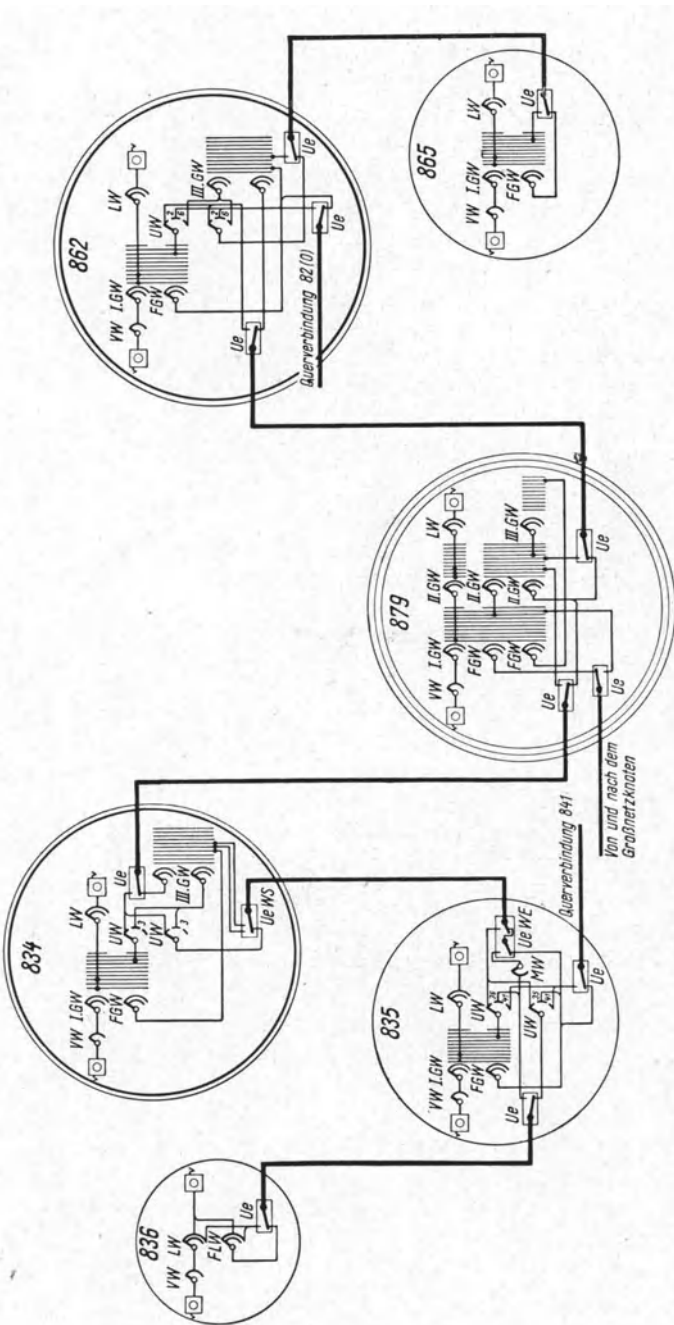 836
VW LW
FLW
Ue
834
VW I.GW LW
FGW UW Ue
UW III.GW
Ue WS
835
VW I.GW LW
FGW UW Ue WE
UW MW
Ue
Ue
Querverbindung 841
879
VW I.GW II.GW LW
FGW II.GW
FGW II.GW III.GW
Ue
Ue
Ue
Von und nach dem
Großnetzknoten
862
VW I.GW LW
FGW UW III.GW
Ue
Ue
Ue
Querverbindung 82(0)
865
VW I.GW LW
FGW Ue